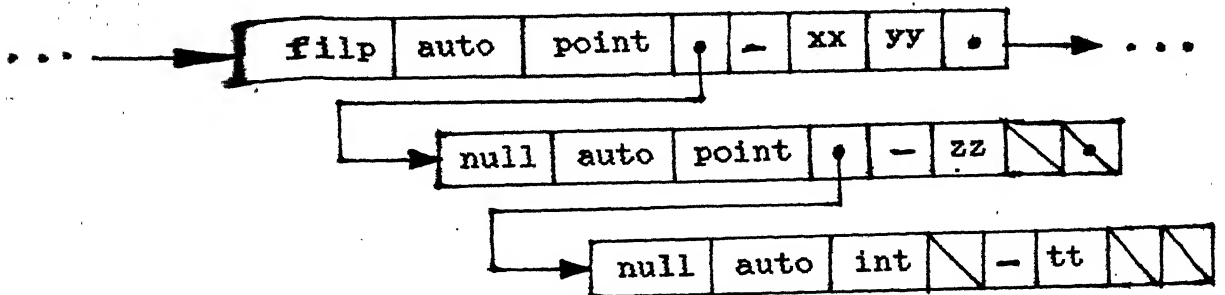 ... filp auto point - xx yy ...
null auto point - zz
null auto int - tt